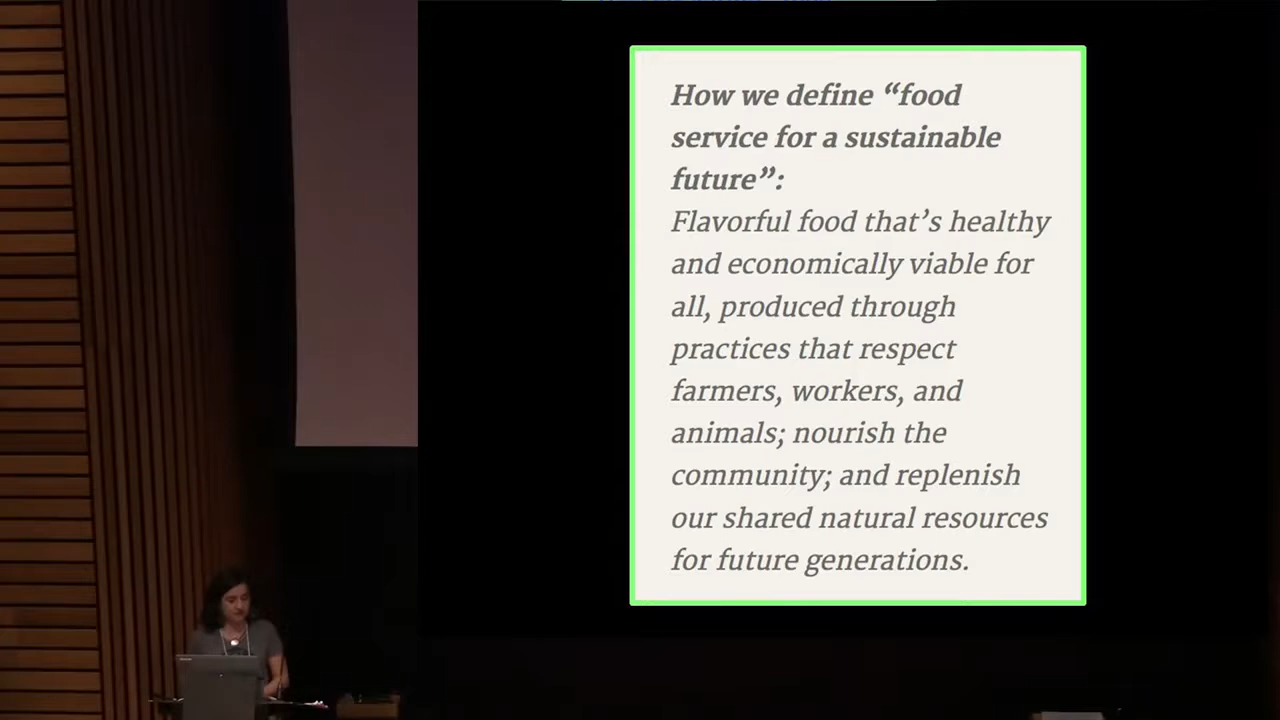 How we define “food
service for a sustainable
future”:
Flavorful food that’s healthy
and economically viable for
all, produced through
practices that respect
farmers, workers, and
animals; nourish the
community; and replenish
our shared natural resources
for future generations.